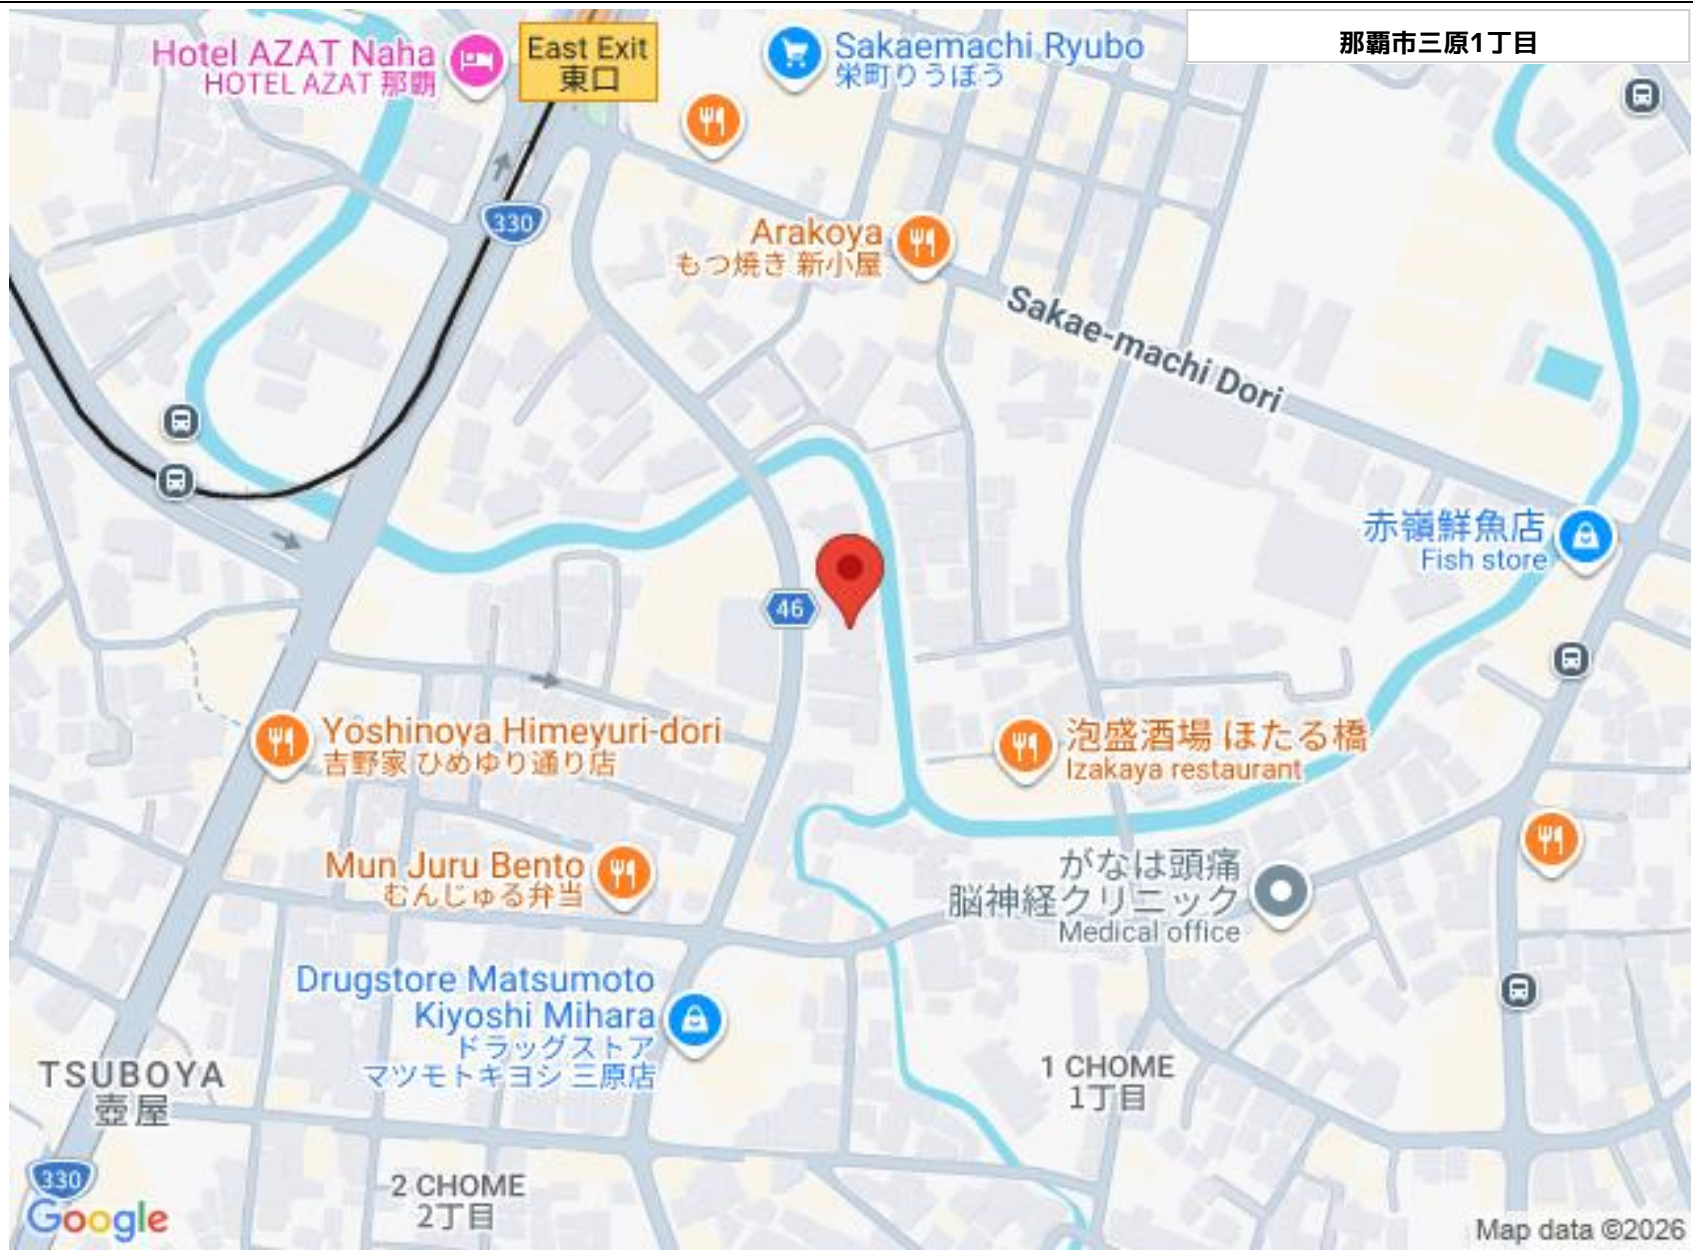 Hotel AZAT Naha
HOTEL AZAT 那覇
East Exit
東口
Sakaemachi Ryubo
栄町りうぼう
那覇市三原1丁目
330
Arakoya
もつ焼き 新小屋
Sakae-machi Dori
赤嶺鮮魚店
Fish store
46
Yoshinoya Himeyuri-dori
吉野家 ひめゆり通り店
泡盛酒場 ほたる橋
Izakaya restaurant
Mun Juru Bento
むんじゅる弁当
がなは頭痛
脳神経クリニック
Medical office
Drugstore Matsumoto
Kiyoshi Mihara
ドラッグストア
マツモトキヨシ 三原店
TSUBOYA
壺屋
1 CHOME
1丁目
2 CHOME
2丁目
330
Google
Map data ©2026